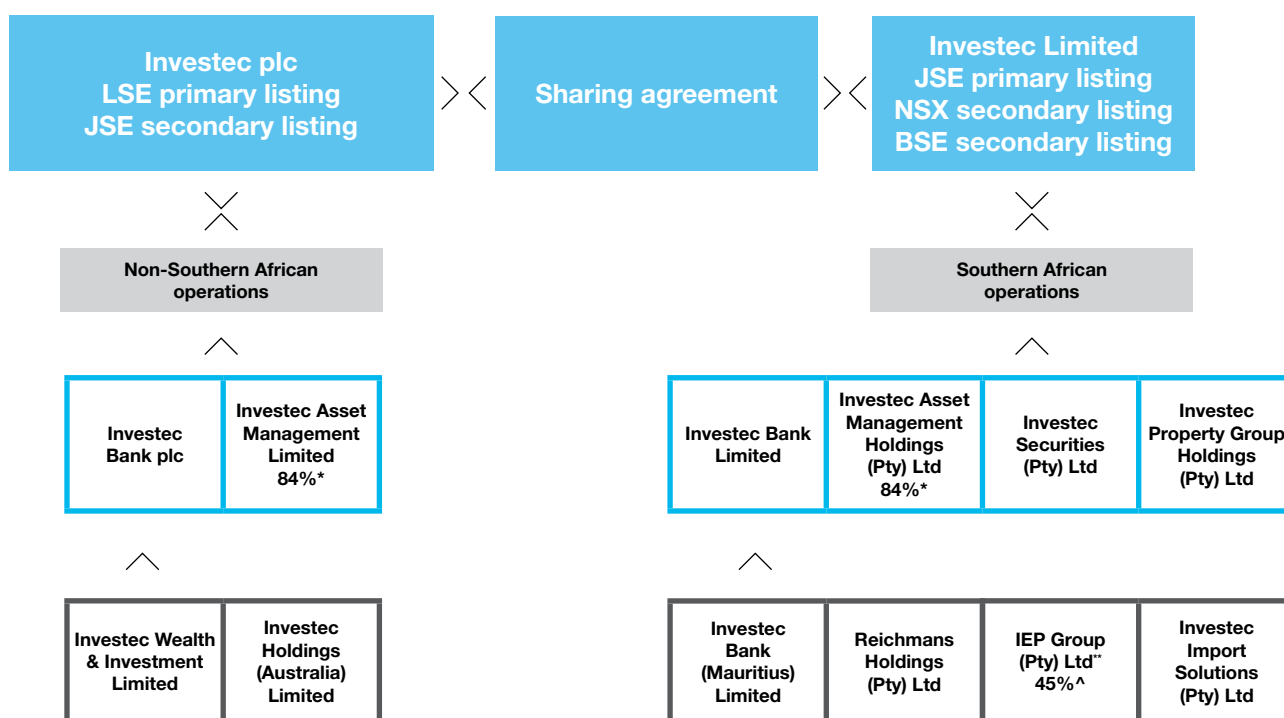 Investec plc
LSE primary listing
JSE secondary listing
Sharing agreement
Investec Limited
JSE primary listing
NSX secondary listing
BSE secondary listing
Non-Southern African
operations
Southern African
operations
Investec
Bank plc
Investec Asset
Management
Limited
84%*
Investec Bank
Limited
Investec Asset
Management
Holdings
(Pty) Ltd
84%*
Investec
Securities
(Pty) Ltd
Investec
Property Group
Holdings
(Pty) Ltd
Investec Wealth
& Investment
Limited
Investec
Holdings
(Australia)
Limited
Investec
Bank
(Mauritius)
Limited
Reichmans
Holdings
(Pty) Ltd
IEP Group
(Pty) Ltd**
45%^
Investec
Import
Solutions
(Pty) Ltd